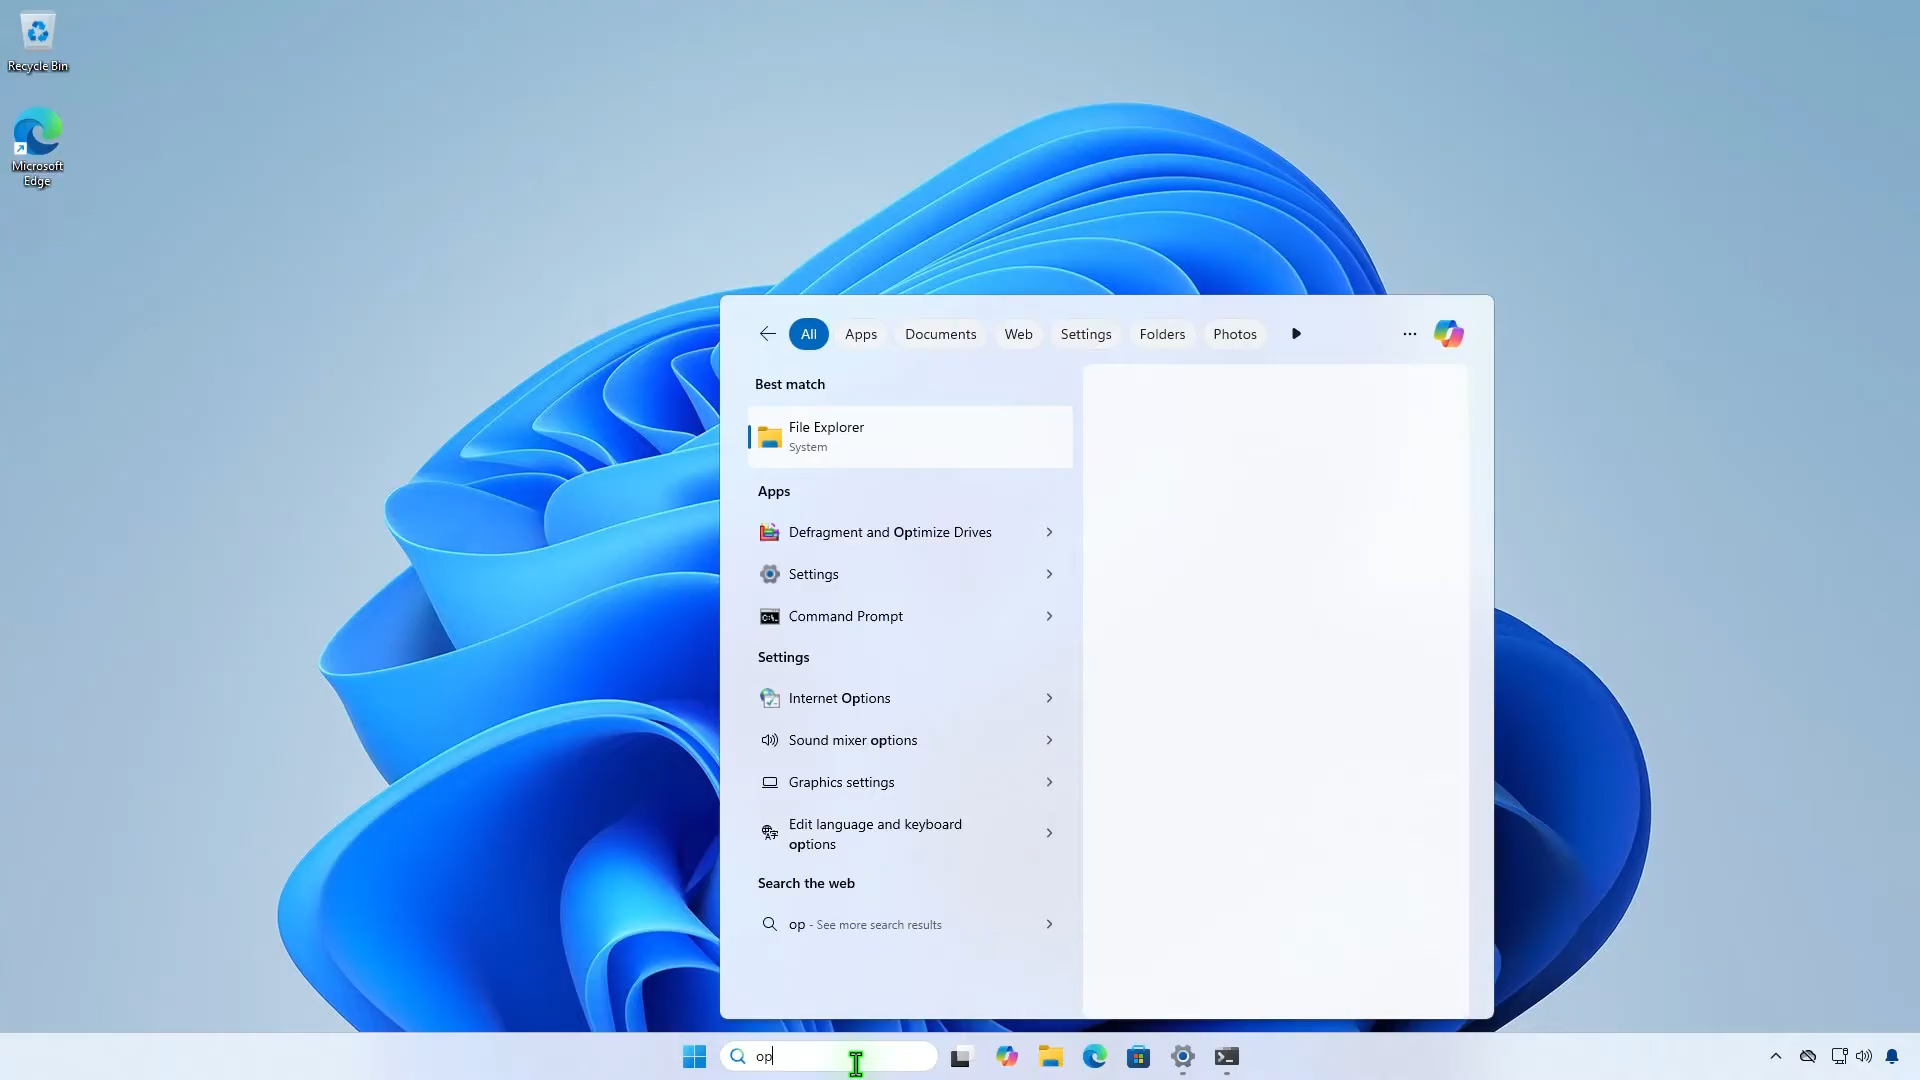 Recycle Bin
Microsoft
Edge
All
Apps
Documents
Web
Settings
Folders
Photos
Best match
File Explorer
System
Apps
Defragment and Optimize Drives
Settings
Command Prompt
Settings
Internet Options
Sound mixer options
Graphics settings
Edit language and keyboard
options
Search the web
op - See more search results
op